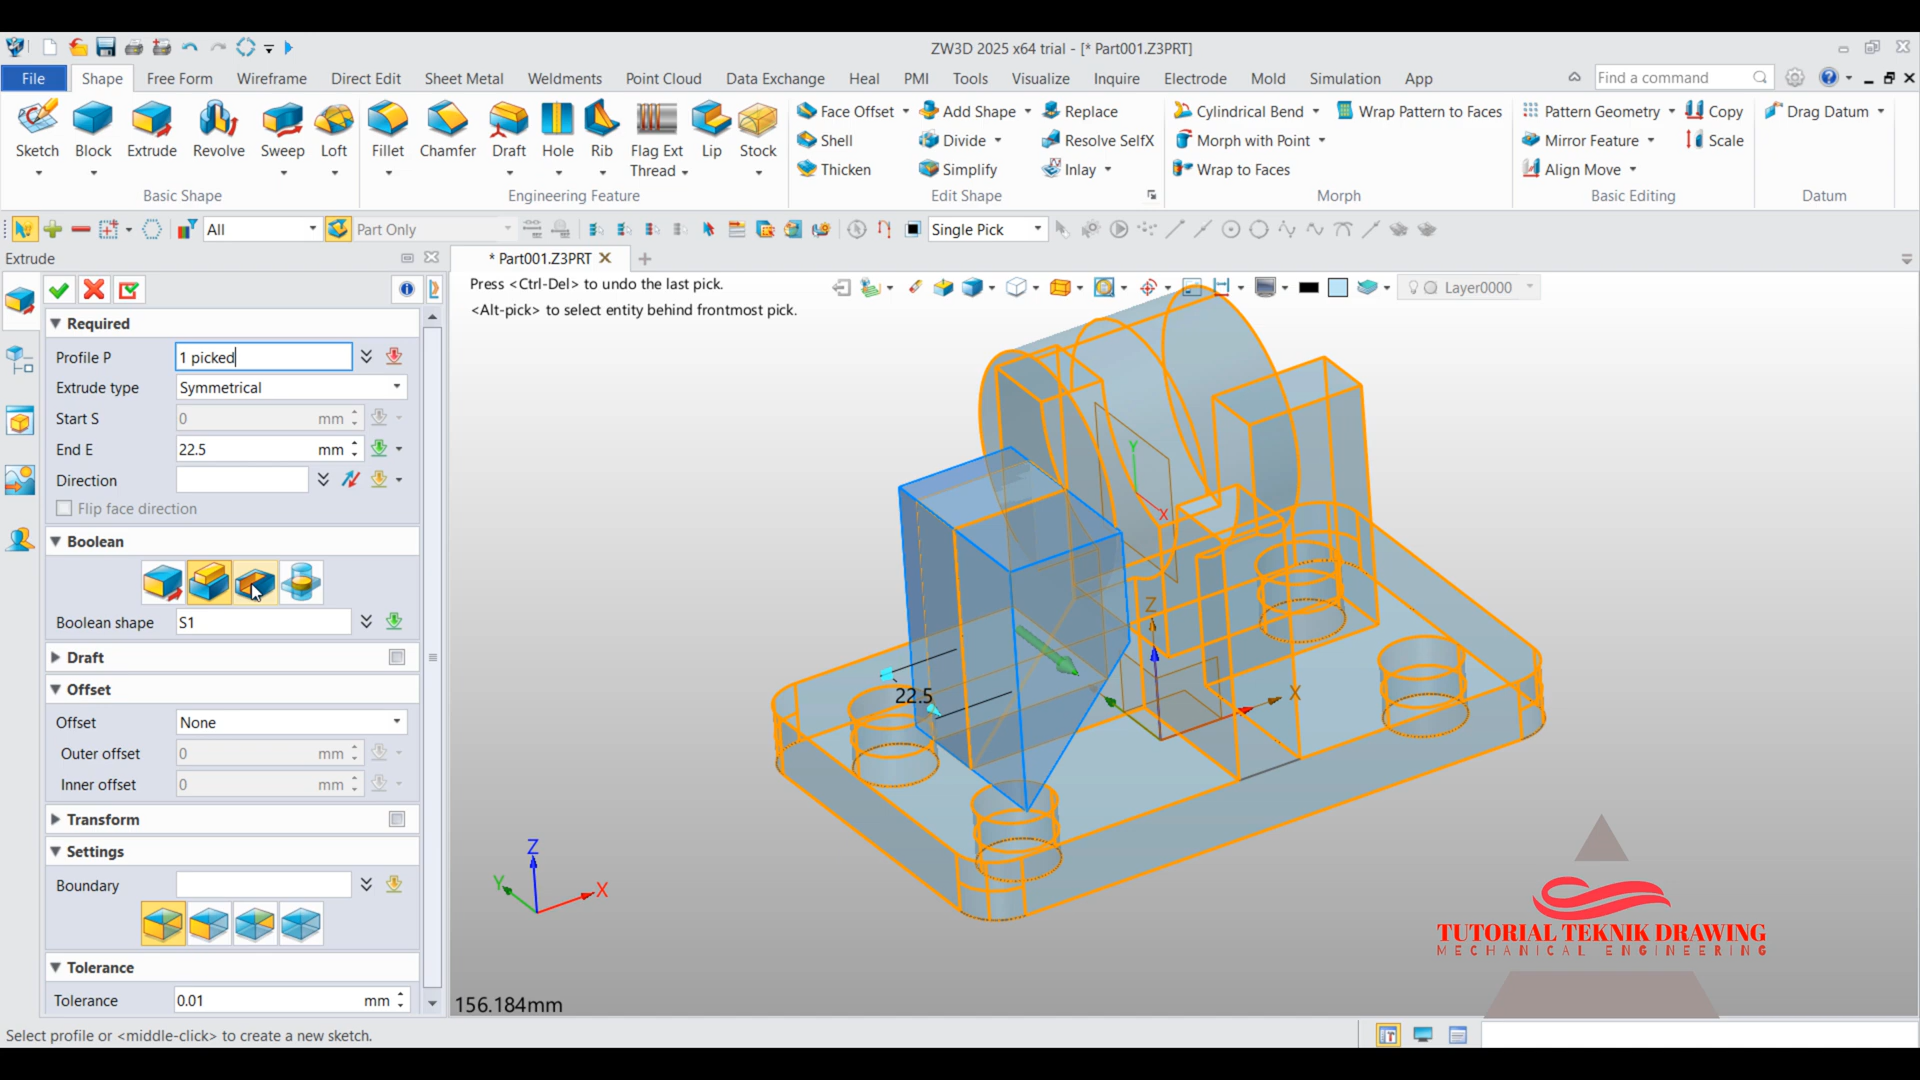 ZW3D 2025 x64 trial - [* Part001.Z3PRT]
File Shape Free Form Wireframe Direct Edit Sheet Metal Weldments Point Cloud Data Exchange Heal PMI Tools Visualize Inquire Electrode Mold Simulation App Find a command
Sketch Block Extrude Revolve Sweep Loft Fillet Chamfer Draft Hole Rib Flag Ext Thread Lip Stock
Face Offset Add Shape Replace Cylindrical Bend Wrap Pattern to Faces Pattern Geometry Copy Drag Datum
Shell Divide Resolve SelfX Morph with Point Mirror Feature Scale
Thicken Simplify Inlay Wrap to Faces Align Move
Basic Shape Engineering Feature Edit Shape Morph Basic Editing Datum
All Part Only Single Pick
Extrude
* Part001.Z3PRT
Press <Ctrl-Del> to undo the last pick.
<Alt-pick> to select entity behind frontmost pick.
Layer0000
Required
Profile P 1 picked
Extrude type Symmetrical
Start S 0 mm
End E 22.5 mm
Direction
Flip face direction
Boolean
Boolean shape S1
Draft
Offset
Offset None
Outer offset 0 mm
Inner offset 0 mm
Transform
Settings
Boundary
Tolerance
Tolerance 0.01 mm
Y
X
Z
X
22.5
Z
Y
X
TUTORIAL TEKNIK DRAWING
MECHANICAL ENGINEERING
156.184mm
Select profile or <middle-click> to create a new sketch.